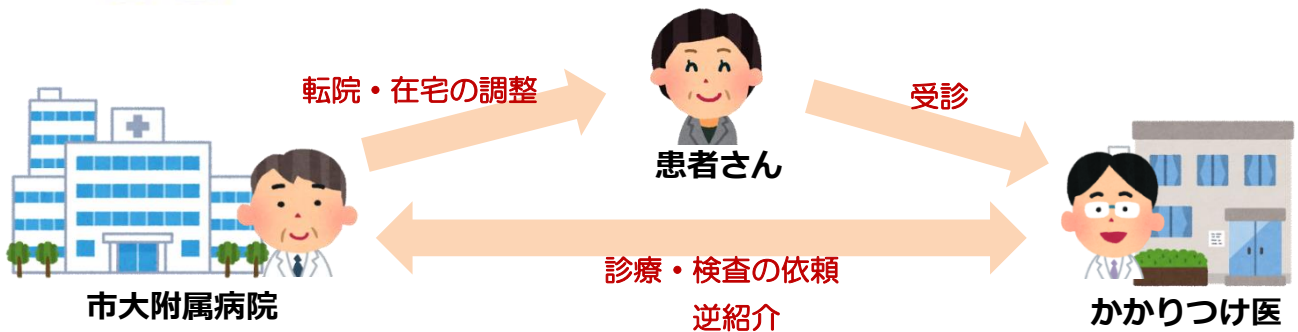 転院・在宅の調整
受診
患者さん
診療・検査の依頼
逆紹介
市大附属病院
かかりつけ医